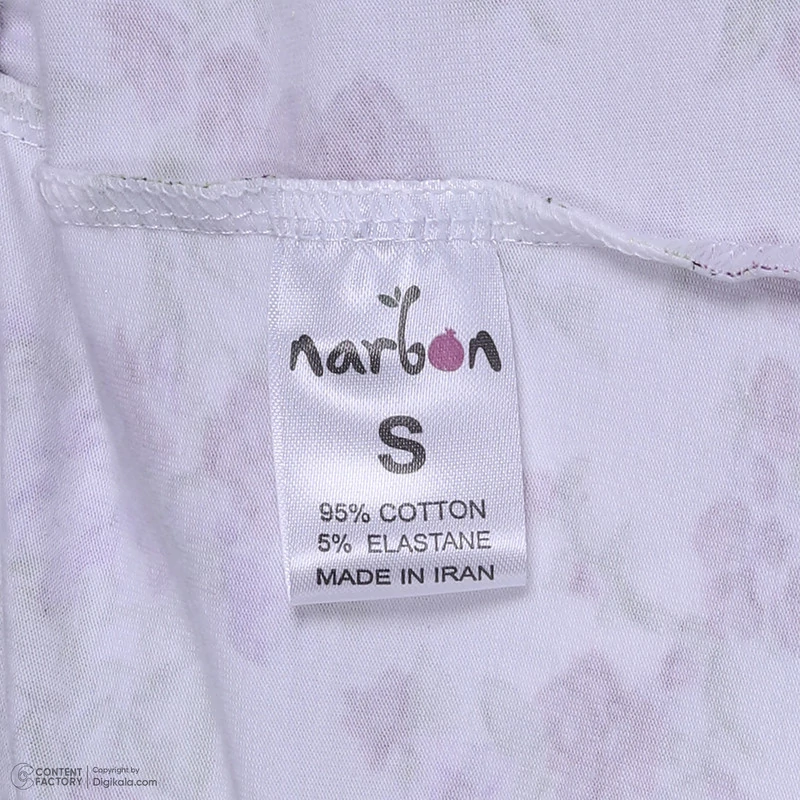 narbon
S
95% COTTON
5% ELASTANE
MADE IN IRAN
CONTENT FACTORY
Copyright by
Digikala.com